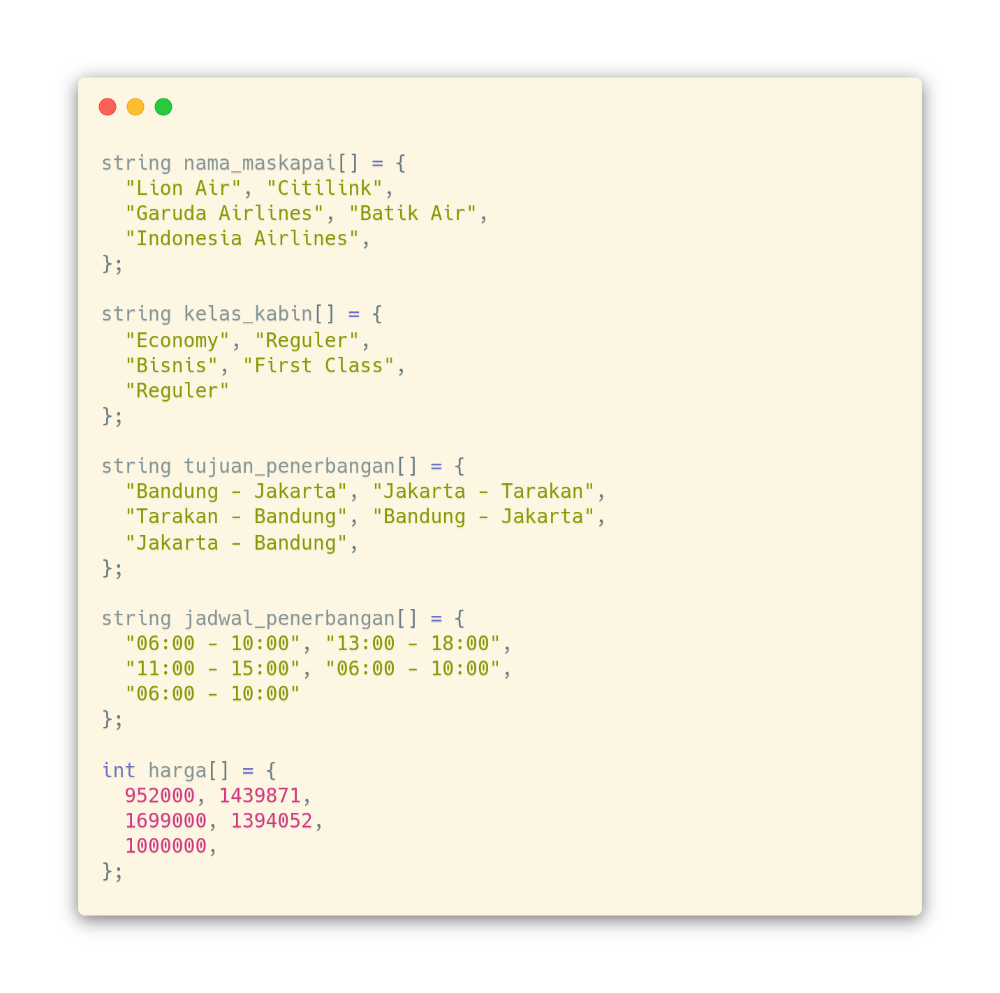 string nama_maskapai[] = {
  "Lion Air", "Citilink",
  "Garuda Airlines", "Batik Air",
  "Indonesia Airlines",
};

string kelas_kabin[] = {
  "Economy", "Reguler",
  "Bisnis", "First Class",
  "Reguler"
};

string tujuan_penerbangan[] = {
  "Bandung - Jakarta", "Jakarta - Tarakan",
  "Tarakan - Bandung", "Bandung - Jakarta",
  "Jakarta - Bandung",
};

string jadwal_penerbangan[] = {
  "06:00 - 10:00", "13:00 - 18:00",
  "11:00 - 15:00", "06:00 - 10:00",
  "06:00 - 10:00"
};

int harga[] = {
  952000, 1439871,
  1699000, 1394052,
  1000000,
};